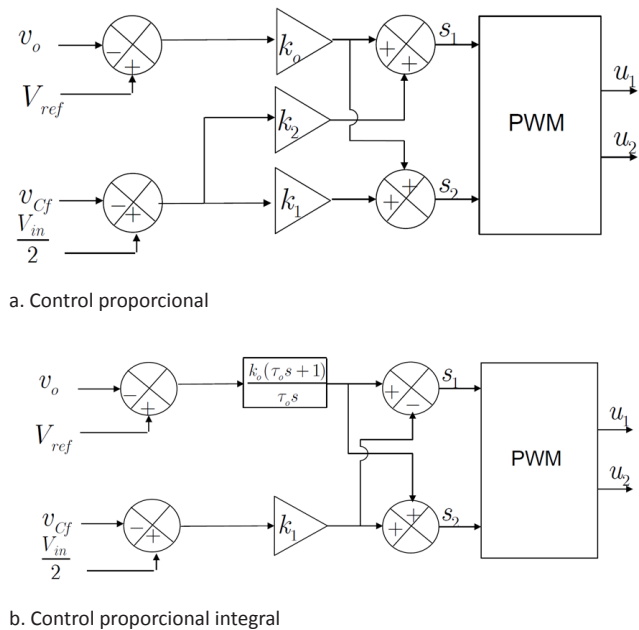 v_o
V_ref
−
+
k_o
k_2
k_1
+
+
s_1
PWM
u_1
u_2
v_Cf
V_in
2
−
+
+
+
s_2
a. Control proporcional
v_o
V_ref
−
+
k_o(τ_o s + 1)
τ_o s
+
−
s_1
PWM
u_1
u_2
v_Cf
V_in
2
−
+
k_1
+
+
s_2
b. Control proporcional integral